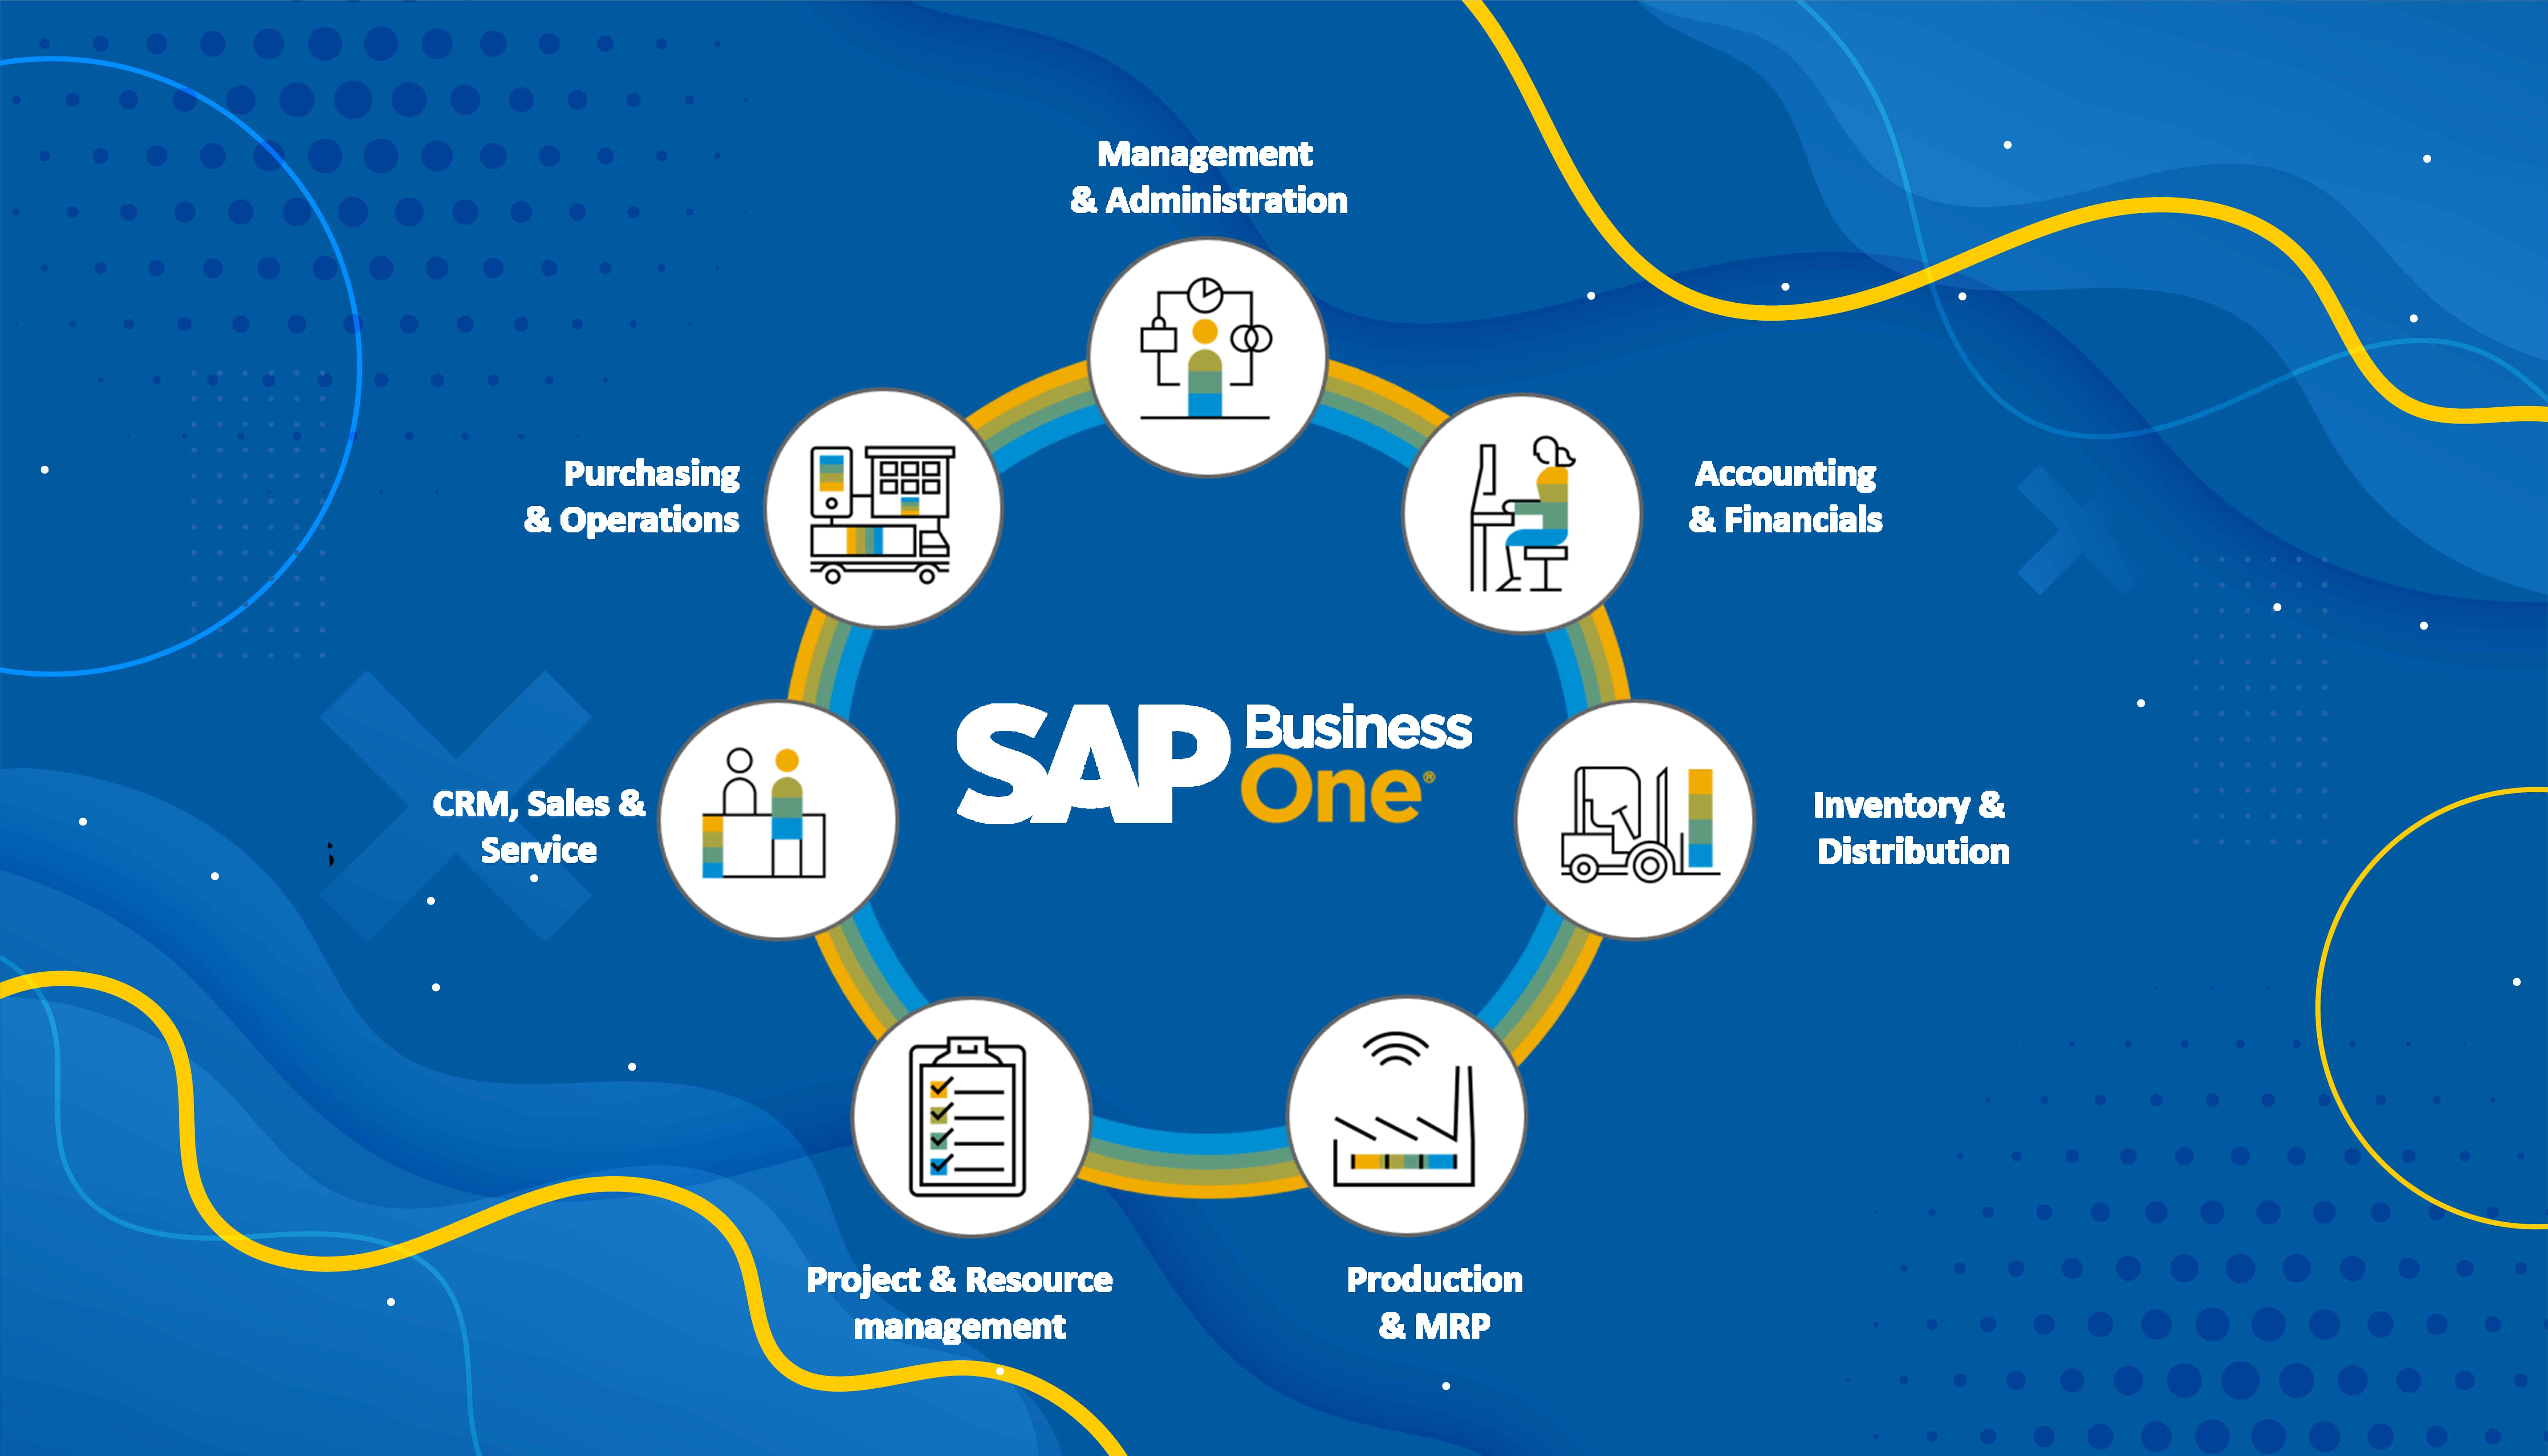 Management
& Administration
Purchasing
& Operations
Accounting
& Financials
SAP Business
One®
CRM, Sales &
Service
Inventory &
Distribution
Project & Resource
management
Production
& MRP